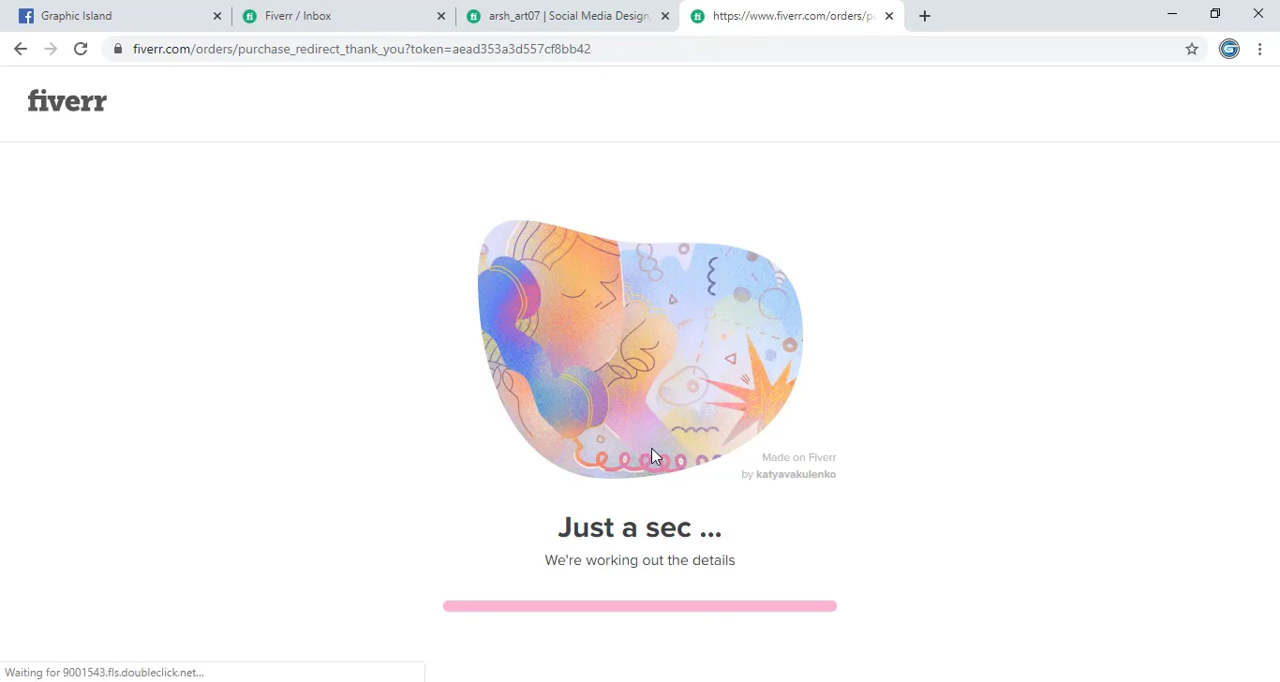 Graphic Island
Fiverr / Inbox
arsh_art07 | Social Media Design,
https://www.fiverr.com/orders/pu
fiverr.com/orders/purchase_redirect_thank_you?token=aead353a3d557cf8bb42
fiverr
Made on Fiverr
by katyavakulenko
Just a sec ...
We're working out the details
Waiting for 9001543.fls.doubleclick.net...